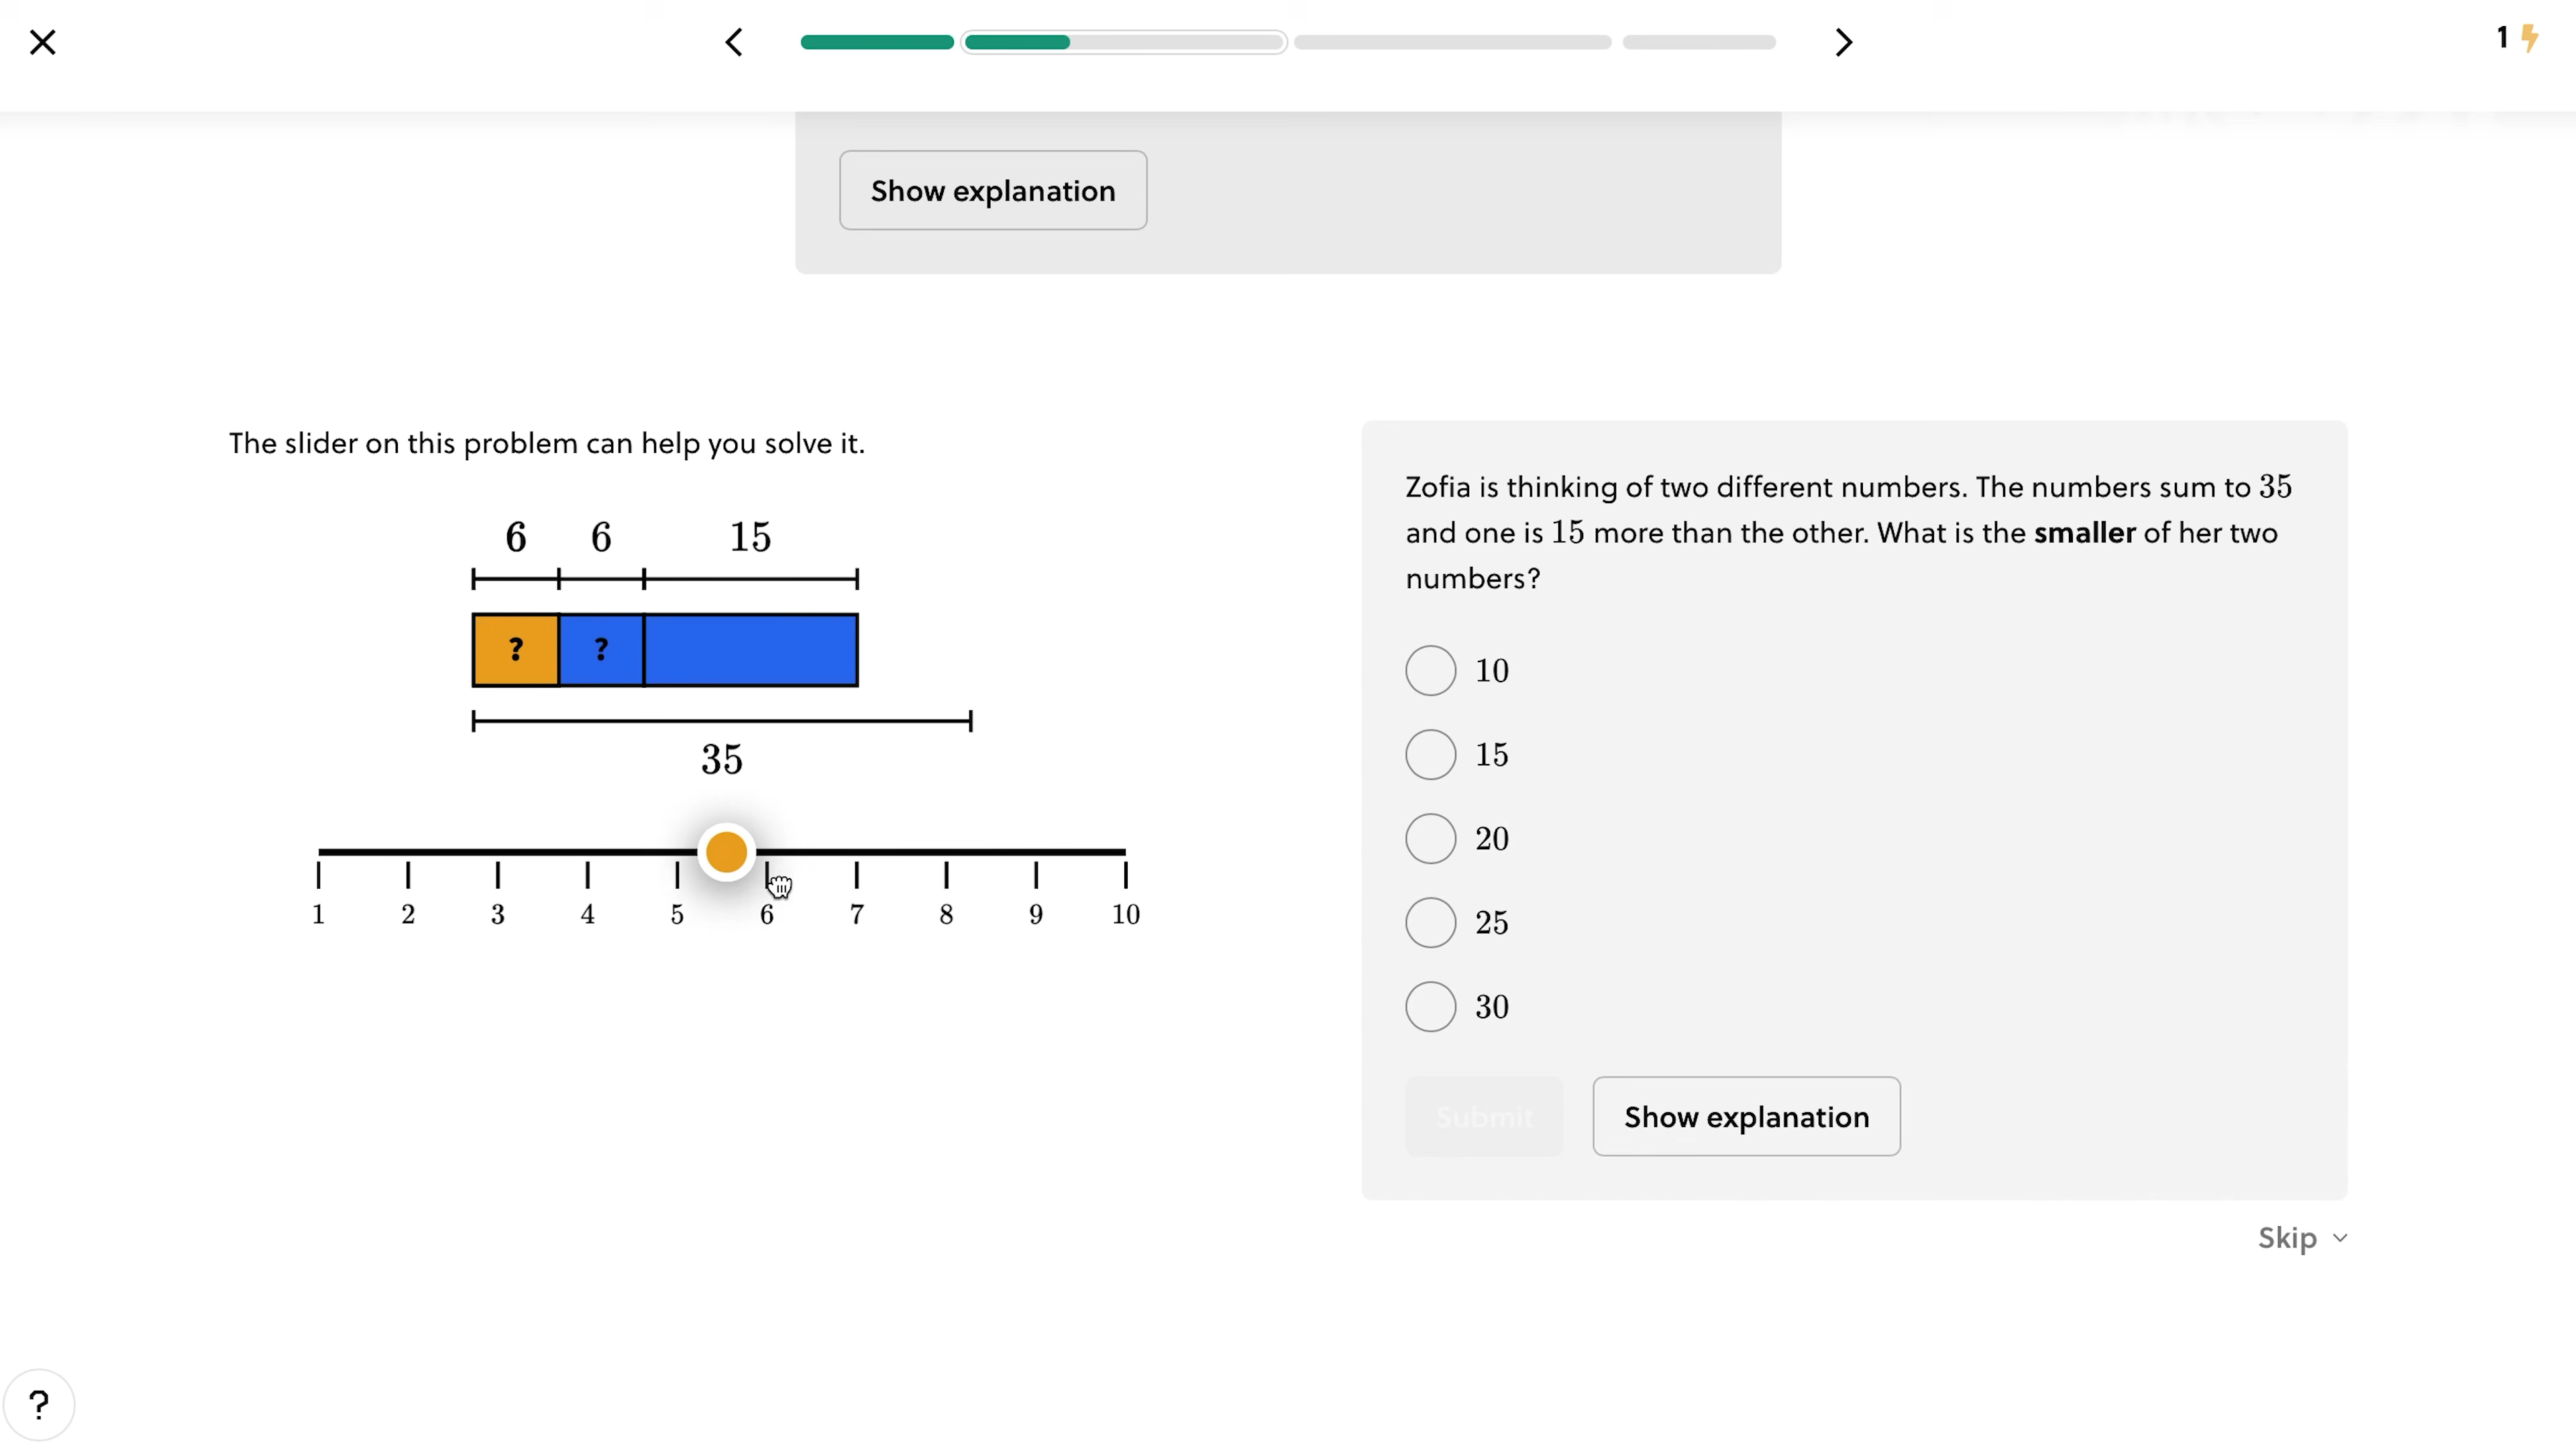 1
Show explanation
The slider on this problem can help you solve it.
6 6 15
? ?
35
1 2 3 4 5 6 7 8 9 10
Zofia is thinking of two different numbers. The numbers sum to 35
and one is 15 more than the other. What is the smaller of her two
numbers?
10
15
20
25
30
Submit Show explanation
Skip
?